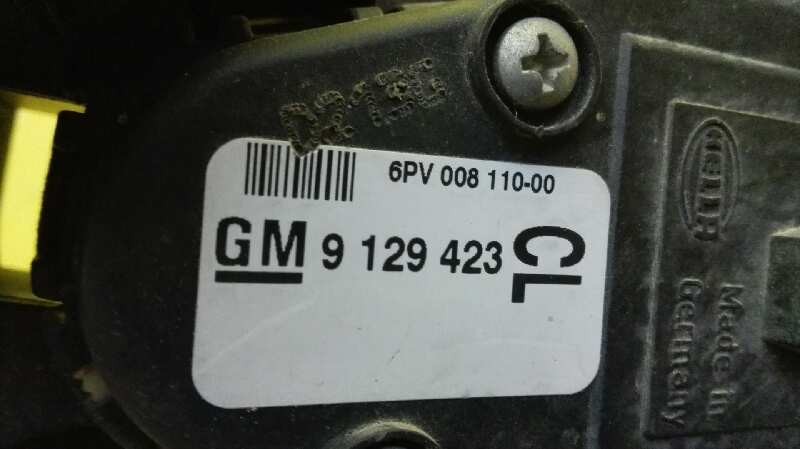 6PV 008 110-00
GM 9 129 423 CL
HELLA
Made in
Germany